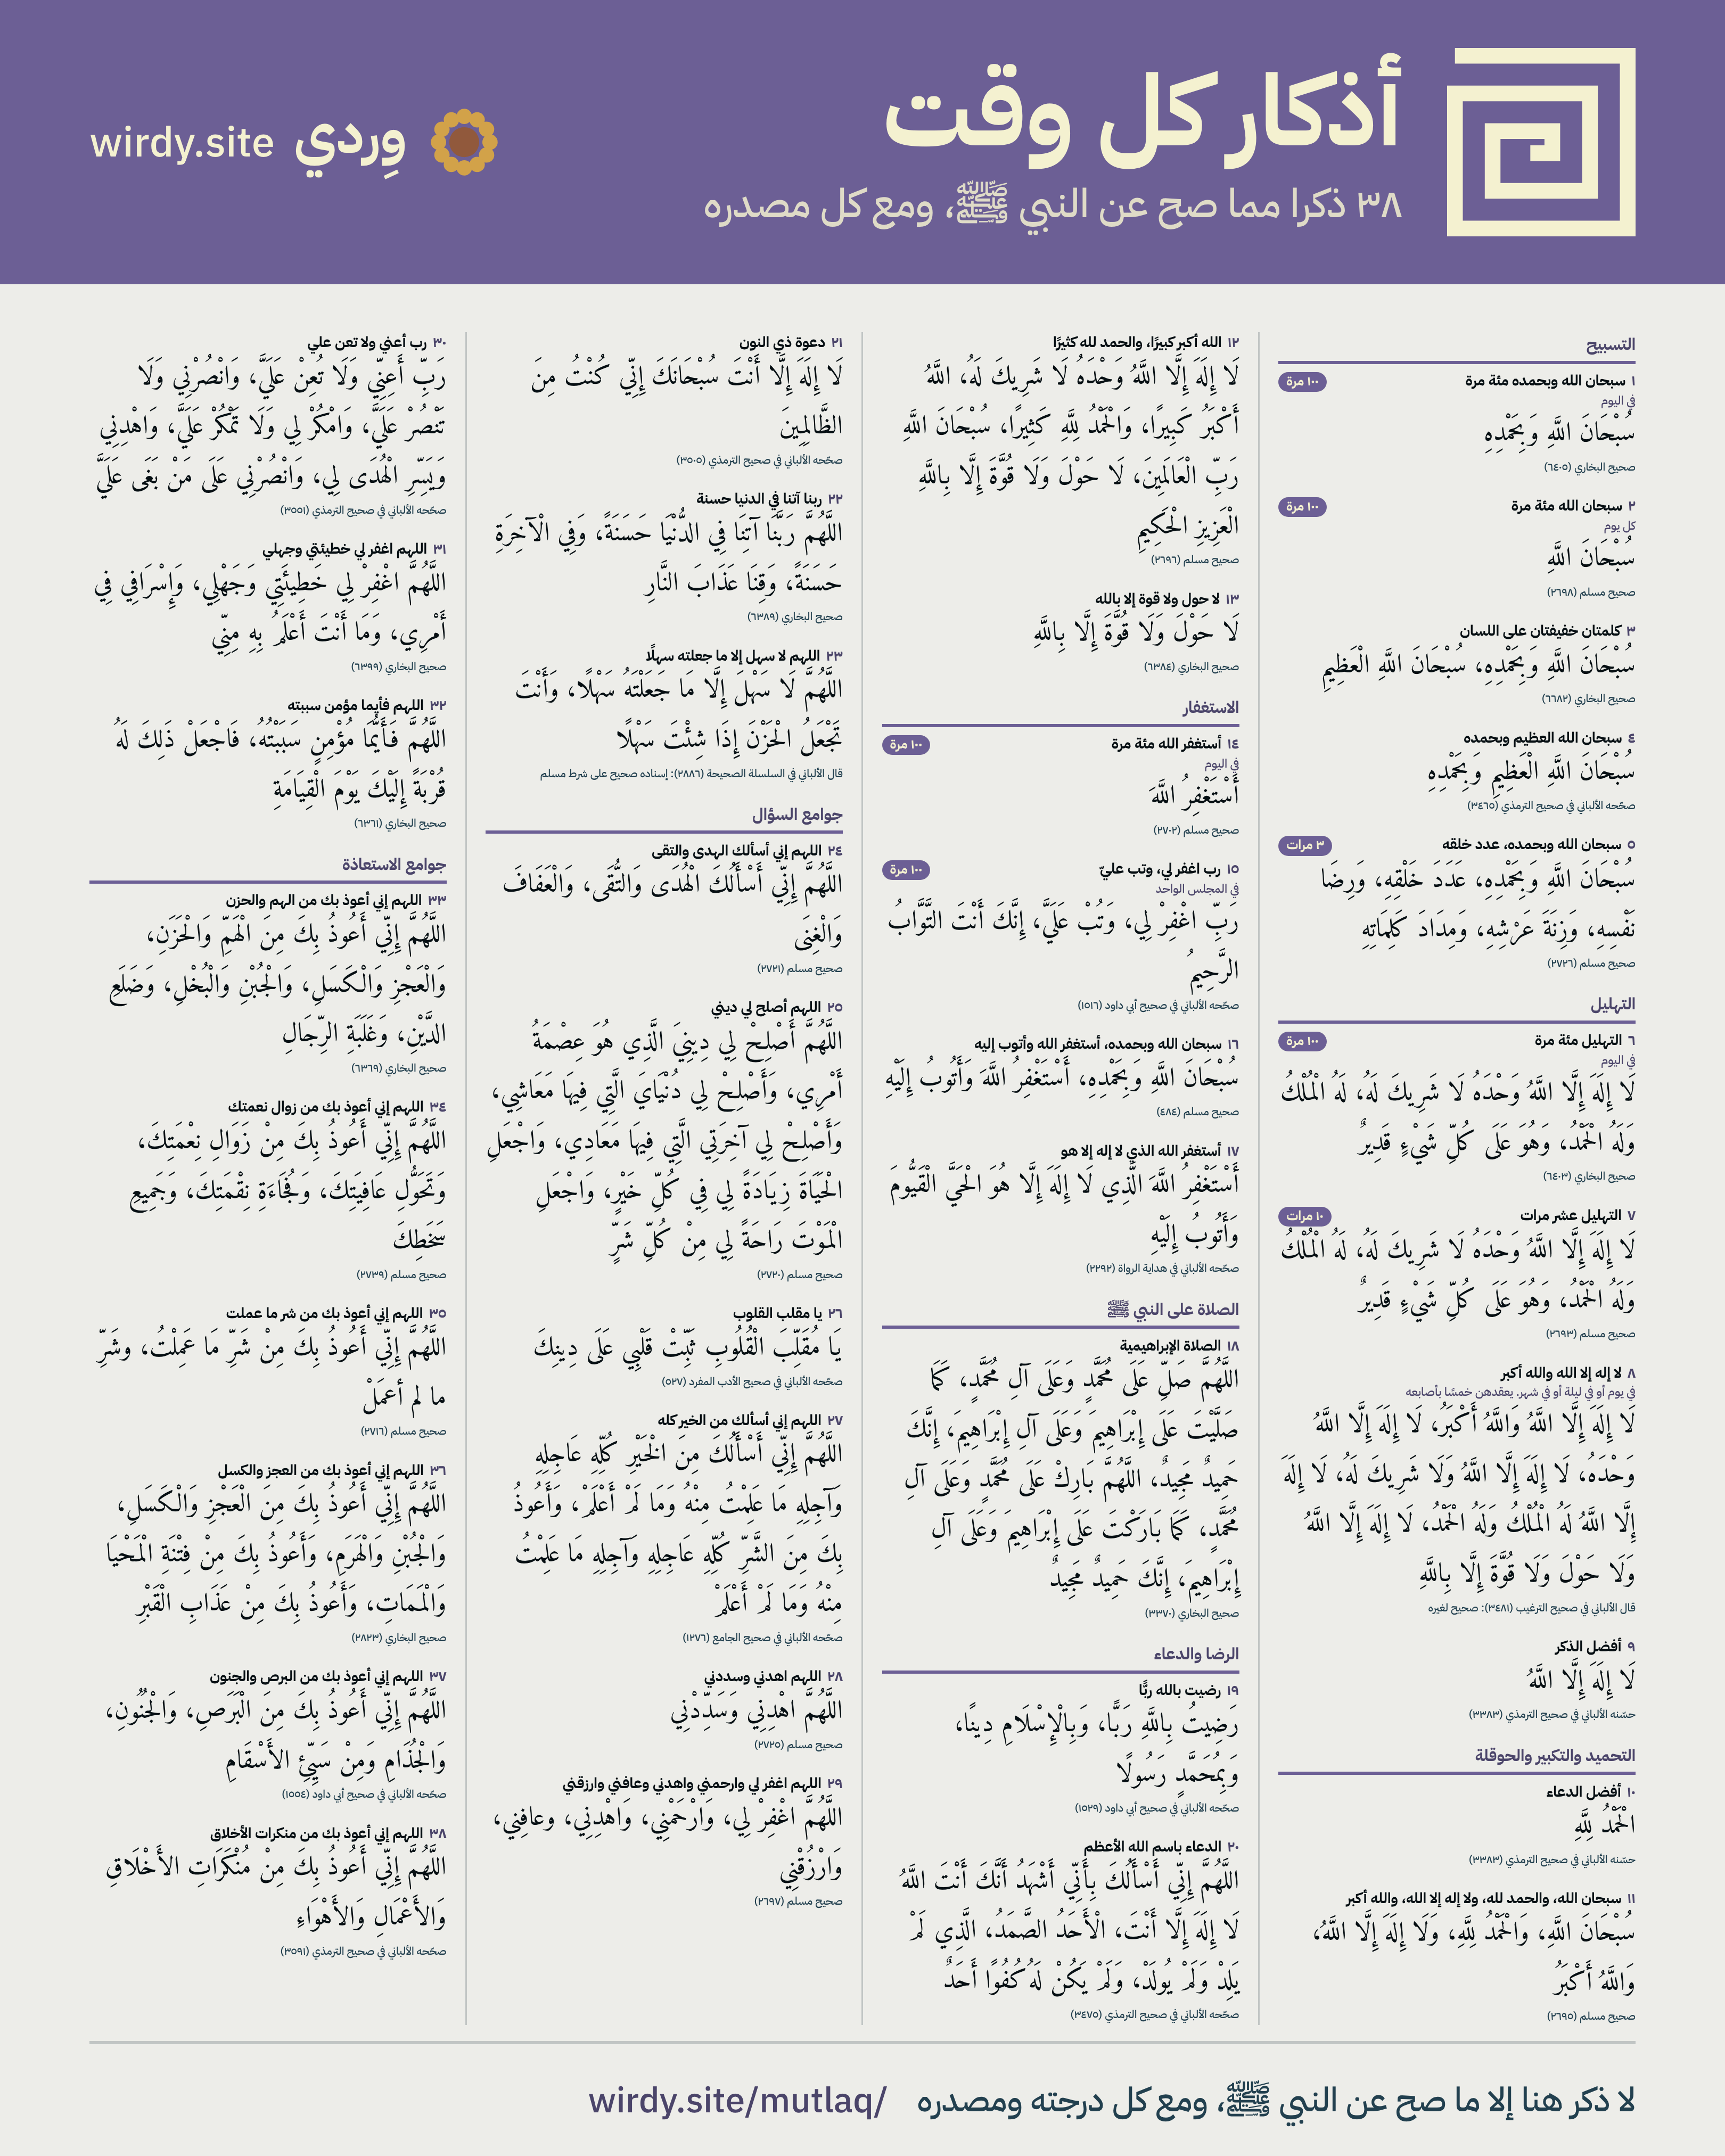 أذكار كل وقت
٣٨ ذكرا مما صح عن النبي ﷺ، ومع كل مصدره
وِردي wirdy.site
التسبيح
١ سبحان الله وبحمده مئة مرة
١٠٠ مرة
في اليوم
سُبْحَانَ اللَّهِ وَبِحَمْدِهِ
صحيح البخاري (٦٤٠٥)
٢ سبحان الله مئة مرة
١٠٠ مرة
كل يوم
سُبْحَانَ اللَّهِ
صحيح مسلم (٢٦٩٨)
٣ كلمتان خفيفتان على اللسان
سُبْحَانَ اللَّهِ وَبِحَمْدِهِ، سُبْحَانَ اللَّهِ الْعَظِيمِ
صحيح البخاري (٦٦٨٢)
٤ سبحان الله العظيم وبحمده
سُبْحَانَ اللَّهِ الْعَظِيمِ وَبِحَمْدِهِ
صححه الألباني في صحيح الترمذي (٣٤٦٥)
٥ سبحان الله وبحمده، عدد خلقه
٣ مرات
سُبْحَانَ اللَّهِ وَبِحَمْدِهِ، عَدَدَ خَلْقِهِ، وَرِضَا
نَفْسِهِ، وَزِنَةَ عَرْشِهِ، وَمِدَادَ كَلِمَاتِهِ
صحيح مسلم (٢٧٢٦)
التهليل
٦ التهليل مئة مرة
١٠٠ مرة
في اليوم
لَا إِلَهَ إِلَّا اللَّهُ وَحْدَهُ لَا شَرِيكَ لَهُ، لَهُ الْمُلْكُ
وَلَهُ الْحَمْدُ، وَهُوَ عَلَى كُلِّ شَيْءٍ قَدِيرٌ
صحيح البخاري (٦٤٠٣)
٧ التهليل عشر مرات
١٠ مرات
لَا إِلَهَ إِلَّا اللَّهُ وَحْدَهُ لَا شَرِيكَ لَهُ، لَهُ الْمُلْكُ
وَلَهُ الْحَمْدُ، وَهُوَ عَلَى كُلِّ شَيْءٍ قَدِيرٌ
صحيح مسلم (٢٦٩٣)
٨ لا إله إلا الله والله أكبر
في يوم أو في ليلة أو في شهر. يعقدهن خمسًا بأصابعه
لَا إِلَهَ إِلَّا اللَّهُ وَاللَّهُ أَكْبَرُ، لَا إِلَهَ إِلَّا اللَّهُ
وَحْدَهُ، لَا إِلَهَ إِلَّا اللَّهُ وَلَا شَرِيكَ لَهُ، لَا إِلَهَ
إِلَّا اللَّهُ لَهُ الْمُلْكُ وَلَهُ الْحَمْدُ، لَا إِلَهَ إِلَّا اللَّهُ
وَلَا حَوْلَ وَلَا قُوَّةَ إِلَّا بِاللَّهِ
قال الألباني في صحيح الترغيب (٣٤٨١): صحيح لغيره
٩ أفضل الذكر
لَا إِلَهَ إِلَّا اللَّهُ
حسّنه الألباني في صحيح الترمذي (٣٣٨٣)
التحميد والتكبير والحوقلة
١٠ أفضل الدعاء
الْحَمْدُ لِلَّهِ
حسّنه الألباني في صحيح الترمذي (٣٣٨٣)
١١ سبحان الله، والحمد لله، ولا إله إلا الله، والله أكبر
سُبْحَانَ اللَّهِ، وَالْحَمْدُ لِلَّهِ، وَلَا إِلَهَ إِلَّا اللَّهُ،
وَاللَّهُ أَكْبَرُ
صحيح مسلم (٢٦٩٥)
١٢ الله أكبر كبيرًا، والحمد لله كثيرًا
لَا إِلَهَ إِلَّا اللَّهُ وَحْدَهُ لَا شَرِيكَ لَهُ، اللَّهُ
أَكْبَرُ كَبِيرًا، وَالْحَمْدُ لِلَّهِ كَثِيرًا، سُبْحَانَ اللَّهِ
رَبِّ الْعَالَمِينَ، لَا حَوْلَ وَلَا قُوَّةَ إِلَّا بِاللَّهِ
الْعَزِيزِ الْحَكِيمِ
صحيح مسلم (٢٦٩٦)
١٣ لا حول ولا قوة إلا بالله
لَا حَوْلَ وَلَا قُوَّةَ إِلَّا بِاللَّهِ
صحيح البخاري (٦٣٨٤)
الاستغفار
١٤ أستغفر الله مئة مرة
١٠٠ مرة
في اليوم
أَسْتَغْفِرُ اللَّهَ
صحيح مسلم (٢٧٠٢)
١٥ رب اغفر لي، وتب عليّ
١٠٠ مرة
في المجلس الواحد
رَبِّ اغْفِرْ لِي، وَتُبْ عَلَيَّ، إِنَّكَ أَنْتَ التَّوَّابُ
الرَّحِيمُ
صححه الألباني في صحيح أبي داود (١٥١٦)
١٦ سبحان الله وبحمده، أستغفر الله وأتوب إليه
سُبْحَانَ اللَّهِ وَبِحَمْدِهِ، أَسْتَغْفِرُ اللَّهَ وَأَتُوبُ إِلَيْهِ
صحيح مسلم (٤٨٤)
١٧ أستغفر الله الذي لا إله إلا هو
أَسْتَغْفِرُ اللَّهَ الَّذِي لَا إِلَهَ إِلَّا هُوَ الْحَيَّ الْقَيُّومَ
وَأَتُوبُ إِلَيْهِ
صححه الألباني في هداية الرواة (٢٢٩٢)
الصلاة على النبي ﷺ
١٨ الصلاة الإبراهيمية
اللَّهُمَّ صَلِّ عَلَى مُحَمَّدٍ وَعَلَى آلِ مُحَمَّدٍ، كَمَا
صَلَّيْتَ عَلَى إِبْرَاهِيمَ وَعَلَى آلِ إِبْرَاهِيمَ، إِنَّكَ
حَمِيدٌ مَجِيدٌ، اللَّهُمَّ بَارِكْ عَلَى مُحَمَّدٍ وَعَلَى آلِ
مُحَمَّدٍ، كَمَا بَارَكْتَ عَلَى إِبْرَاهِيمَ وَعَلَى آلِ
إِبْرَاهِيمَ، إِنَّكَ حَمِيدٌ مَجِيدٌ
صحيح البخاري (٣٣٧٠)
الرضا والدعاء
١٩ رضيت بالله ربًّا
رَضِيتُ بِاللَّهِ رَبًّا، وَبِالْإِسْلَامِ دِينًا،
وَبِمُحَمَّدٍ رَسُولًا
صححه الألباني في صحيح أبي داود (١٥٢٩)
٢٠ الدعاء باسم الله الأعظم
اللَّهُمَّ إِنِّي أَسْأَلُكَ بِأَنِّي أَشْهَدُ أَنَّكَ أَنْتَ اللَّهُ
لَا إِلَهَ إِلَّا أَنْتَ، الْأَحَدُ الصَّمَدُ، الَّذِي لَمْ
يَلِدْ وَلَمْ يُولَدْ، وَلَمْ يَكُنْ لَهُ كُفُوًا أَحَدٌ
صححه الألباني في صحيح الترمذي (٣٤٧٥)
٢١ دعوة ذي النون
لَا إِلَهَ إِلَّا أَنْتَ سُبْحَانَكَ إِنِّي كُنْتُ مِنَ
الظَّالِمِينَ
صححه الألباني في صحيح الترمذي (٣٥٠٥)
٢٢ ربنا آتنا في الدنيا حسنة
اللَّهُمَّ رَبَّنَا آتِنَا فِي الدُّنْيَا حَسَنَةً، وَفِي الْآخِرَةِ
حَسَنَةً، وَقِنَا عَذَابَ النَّارِ
صحيح البخاري (٦٣٨٩)
٢٣ اللهم لا سهل إلا ما جعلته سهلًا
اللَّهُمَّ لَا سَهْلَ إِلَّا مَا جَعَلْتَهُ سَهْلًا، وَأَنْتَ
تَجْعَلُ الْحَزْنَ إِذَا شِئْتَ سَهْلًا
قال الألباني في السلسلة الصحيحة (٢٨٨٦): إسناده صحيح على شرط مسلم
جوامع السؤال
٢٤ اللهم إني أسألك الهدى والتقى
اللَّهُمَّ إِنِّي أَسْأَلُكَ الْهُدَى وَالتُّقَى، وَالْعَفَافَ
وَالْغِنَى
صحيح مسلم (٢٧٢١)
٢٥ اللهم أصلح لي ديني
اللَّهُمَّ أَصْلِحْ لِي دِينِيَ الَّذِي هُوَ عِصْمَةُ
أَمْرِي، وَأَصْلِحْ لِي دُنْيَايَ الَّتِي فِيهَا مَعَاشِي،
وَأَصْلِحْ لِي آخِرَتِي الَّتِي فِيهَا مَعَادِي، وَاجْعَلِ
الْحَيَاةَ زِيَادَةً لِي فِي كُلِّ خَيْرٍ، وَاجْعَلِ
الْمَوْتَ رَاحَةً لِي مِنْ كُلِّ شَرٍّ
صحيح مسلم (٢٧٢٠)
٢٦ يا مقلب القلوب
يَا مُقَلِّبَ الْقُلُوبِ ثَبِّتْ قَلْبِي عَلَى دِينِكَ
صححه الألباني في صحيح الأدب المفرد (٥٢٧)
٢٧ اللهم إني أسألك من الخير كله
اللَّهُمَّ إِنِّي أَسْأَلُكَ مِنَ الْخَيْرِ كُلِّهِ عَاجِلِهِ
وَآجِلِهِ مَا عَلِمْتُ مِنْهُ وَمَا لَمْ أَعْلَمْ، وَأَعُوذُ
بِكَ مِنَ الشَّرِّ كُلِّهِ عَاجِلِهِ وَآجِلِهِ مَا عَلِمْتُ
مِنْهُ وَمَا لَمْ أَعْلَمْ
صححه الألباني في صحيح الجامع (١٢٧٦)
٢٨ اللهم اهدني وسددني
اللَّهُمَّ اهْدِنِي وَسَدِّدْنِي
صحيح مسلم (٢٧٢٥)
٢٩ اللهم اغفر لي وارحمني واهدني وعافني وارزقني
اللَّهُمَّ اغْفِرْ لِي، وَارْحَمْنِي، وَاهْدِنِي، وعافِنِي،
وَارْزُقْنِي
صحيح مسلم (٢٦٩٧)
٣٠ رب أعني ولا تعن علي
رَبِّ أَعِنِّي وَلَا تُعِنْ عَلَيَّ، وَانْصُرْنِي وَلَا
تَنْصُرْ عَلَيَّ، وَامْكُرْ لِي وَلَا تَمْكُرْ عَلَيَّ، وَاهْدِنِي
وَيَسِّرِ الْهُدَى لِي، وَانْصُرْنِي عَلَى مَنْ بَغَى عَلَيَّ
صححه الألباني في صحيح الترمذي (٣٥٥١)
٣١ اللهم اغفر لي خطيئتي وجهلي
اللَّهُمَّ اغْفِرْ لِي خَطِيئَتِي وَجَهْلِي، وَإِسْرَافِي فِي
أَمْرِي، وَمَا أَنْتَ أَعْلَمُ بِهِ مِنِّي
صحيح البخاري (٦٣٩٩)
٣٢ اللهم فأيما مؤمن سببته
اللَّهُمَّ فَأَيُّمَا مُؤْمِنٍ سَبَبْتُهُ، فَاجْعَلْ ذَلِكَ لَهُ
قُرْبَةً إِلَيْكَ يَوْمَ الْقِيَامَةِ
صحيح البخاري (٦٣٦١)
جوامع الاستعاذة
٣٣ اللهم إني أعوذ بك من الهم والحزن
اللَّهُمَّ إِنِّي أَعُوذُ بِكَ مِنَ الْهَمِّ وَالْحَزَنِ،
وَالْعَجْزِ وَالْكَسَلِ، وَالْجُبْنِ وَالْبُخْلِ، وَضَلَعِ
الدَّيْنِ، وَغَلَبَةِ الرِّجَالِ
صحيح البخاري (٦٣٦٩)
٣٤ اللهم إني أعوذ بك من زوال نعمتك
اللَّهُمَّ إِنِّي أَعُوذُ بِكَ مِنْ زَوَالِ نِعْمَتِكَ،
وَتَحَوُّلِ عَافِيَتِكَ، وَفُجَاءَةِ نِقْمَتِكَ، وَجَمِيعِ
سَخَطِكَ
صحيح مسلم (٢٧٣٩)
٣٥ اللهم إني أعوذ بك من شر ما عملت
اللَّهُمَّ إِنِّي أَعُوذُ بِكَ مِنْ شَرِّ مَا عَمِلْتُ، وشَرِّ
ما لم أعمَلْ
صحيح مسلم (٢٧١٦)
٣٦ اللهم إني أعوذ بك من العجز والكسل
اللَّهُمَّ إِنِّي أَعُوذُ بِكَ مِنَ الْعَجْزِ وَالْكَسَلِ،
وَالْجُبْنِ وَالْهَرَمِ، وَأَعُوذُ بِكَ مِنْ فِتْنَةِ الْمَحْيَا
وَالْمَمَاتِ، وَأَعُوذُ بِكَ مِنْ عَذَابِ الْقَبْرِ
صحيح البخاري (٢٨٢٣)
٣٧ اللهم إني أعوذ بك من البرص والجنون
اللَّهُمَّ إِنِّي أَعُوذُ بِكَ مِنَ الْبَرَصِ، وَالْجُنُونِ،
وَالْجُذَامِ وَمِنْ سَيِّئِ الأَسْقَامِ
صححه الألباني في صحيح أبي داود (١٥٥٤)
٣٨ اللهم إني أعوذ بك من منكرات الأخلاق
اللَّهُمَّ إِنِّي أَعُوذُ بِكَ مِنْ مُنْكَرَاتِ الأَخْلَاقِ
وَالأَعْمَالِ وَالأَهْوَاءِ
صححه الألباني في صحيح الترمذي (٣٥٩١)
لا ذكر هنا إلا ما صح عن النبي ﷺ، ومع كل درجته ومصدره
wirdy.site/mutlaq/